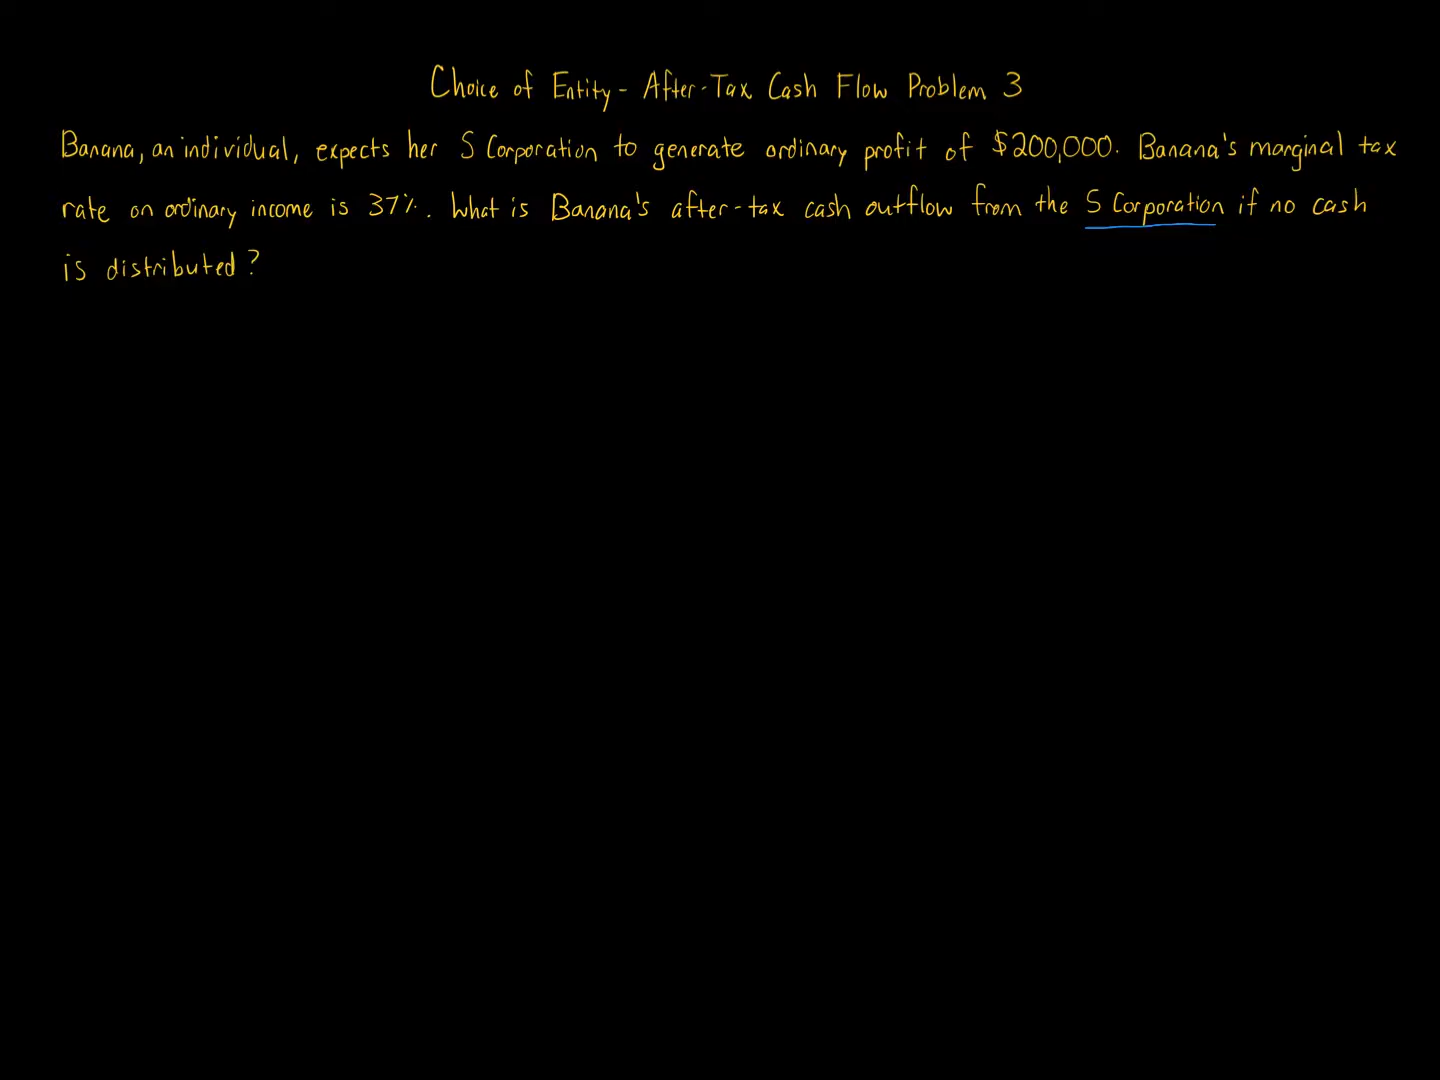 Choice of Entity - After-Tax Cash Flow Problem 3
Banana, an individual, expects her S Corporation to generate ordinary profit of $200,000. Banana's marginal tax
rate on ordinary income is 37%. What is Banana's after-tax cash outflow from the S Corporation if no cash
is distributed?